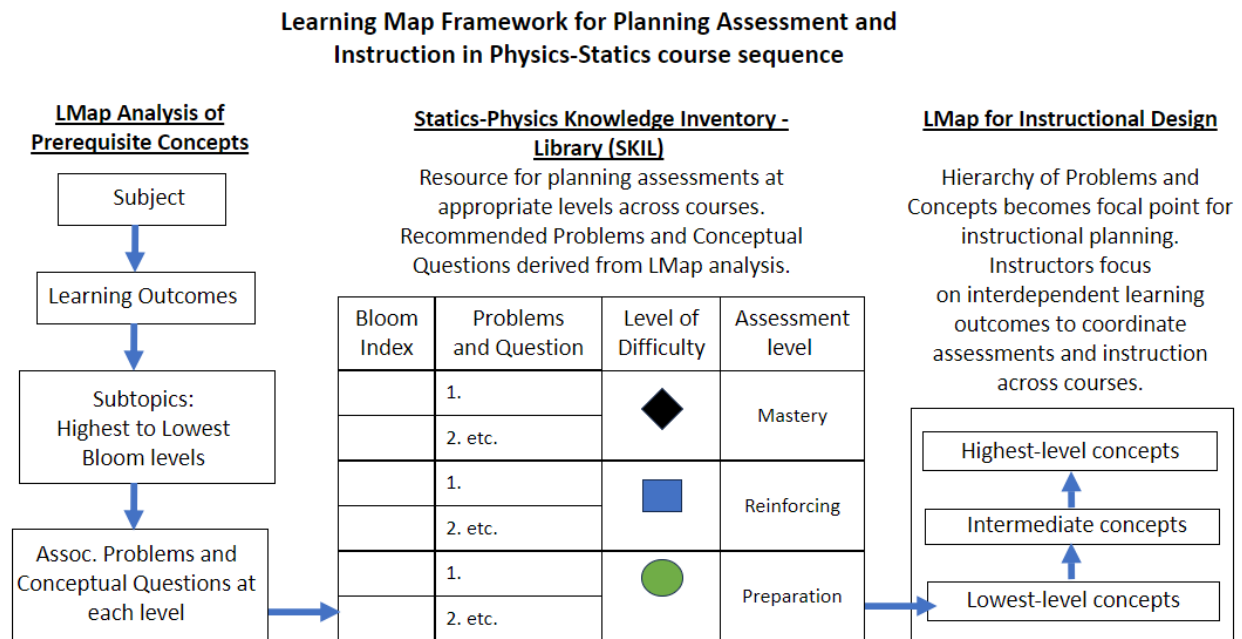 Learning Map Framework for Planning Assessment and
Instruction in Physics-Statics course sequence
LMap Analysis of
Prerequisite Concepts
Subject
Learning Outcomes
Subtopics:
Highest to Lowest
Bloom levels
Assoc. Problems and
Conceptual Questions at
each level
Statics-Physics Knowledge Inventory -
Library (SKIL)
Resource for planning assessments at
appropriate levels across courses.
Recommended Problems and Conceptual
Questions derived from LMap analysis.
Bloom
Index
Problems
and Question
Level of
Difficulty
Assessment
level
1.
2. etc.
Mastery
1.
2. etc.
Reinforcing
1.
2. etc.
Preparation
LMap for Instructional Design
Hierarchy of Problems and
Concepts becomes focal point for
instructional planning.
Instructors focus
on interdependent learning
outcomes to coordinate
assessments and instruction
across courses.
Highest-level concepts
Intermediate concepts
Lowest-level concepts